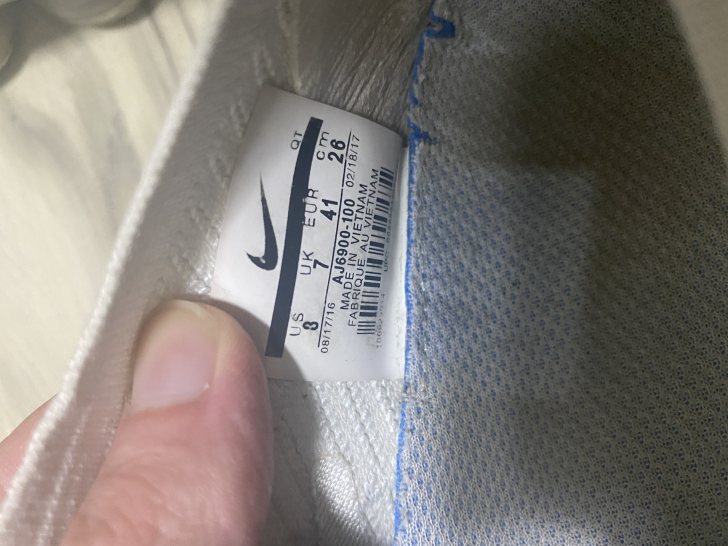 QT
US UK EUR cm
8 7 41 26
08/17/16 AJ6900-100 02/18/17
MADE IN VIETNAM
FABRIQUE AU VIETNAM